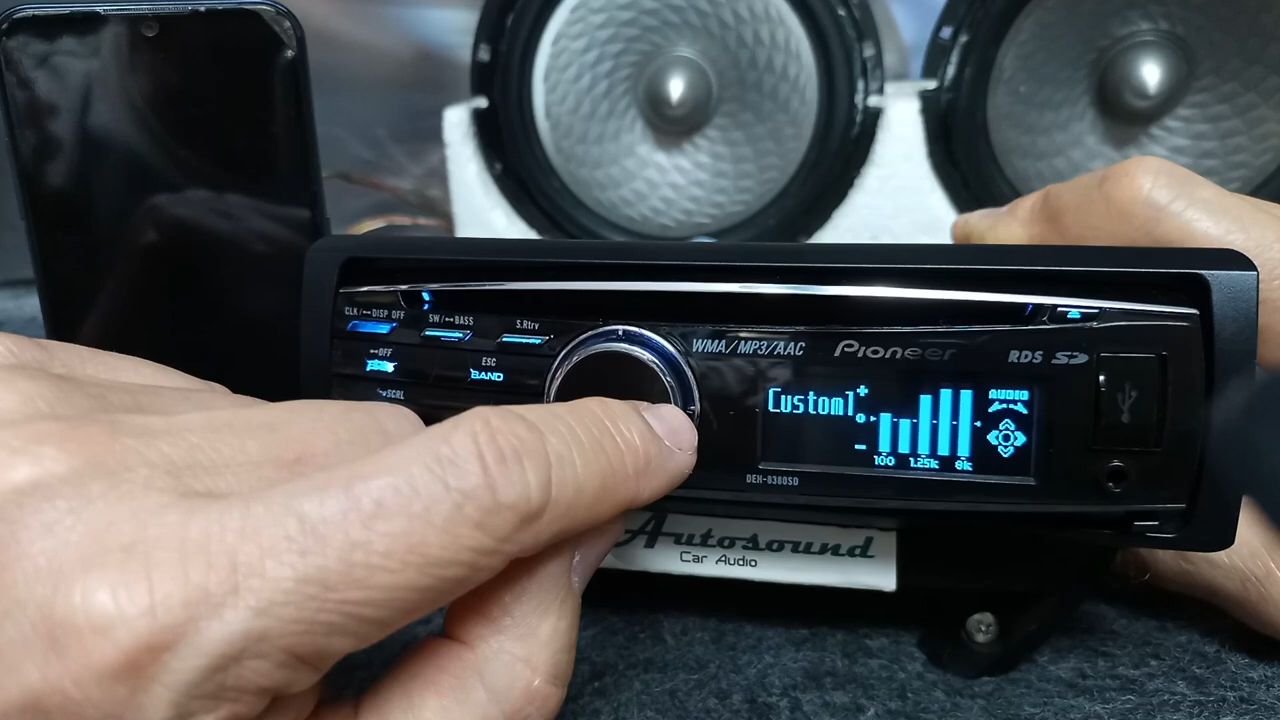 CLK/↔DISP OFF
SW/↔BASS
S.Rtrv
WMA/MP3/AAC
Pioneer
RDS SD
↔OFF
ESC
BAND
SCRL
Custom1
+
0
−
100 1.25k 8k
AUDIO
DEH-8380SD
Autosound
Car Audio